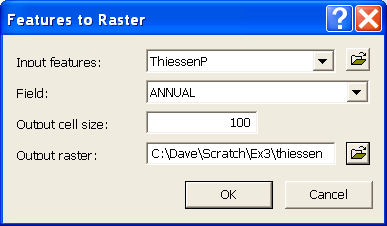 Features to Raster
Input features: ThiessenP
Field: ANNUAL
Output cell size: 100
Output raster: C:\Dave\Scratch\Ex3\thiessen
OK Cancel